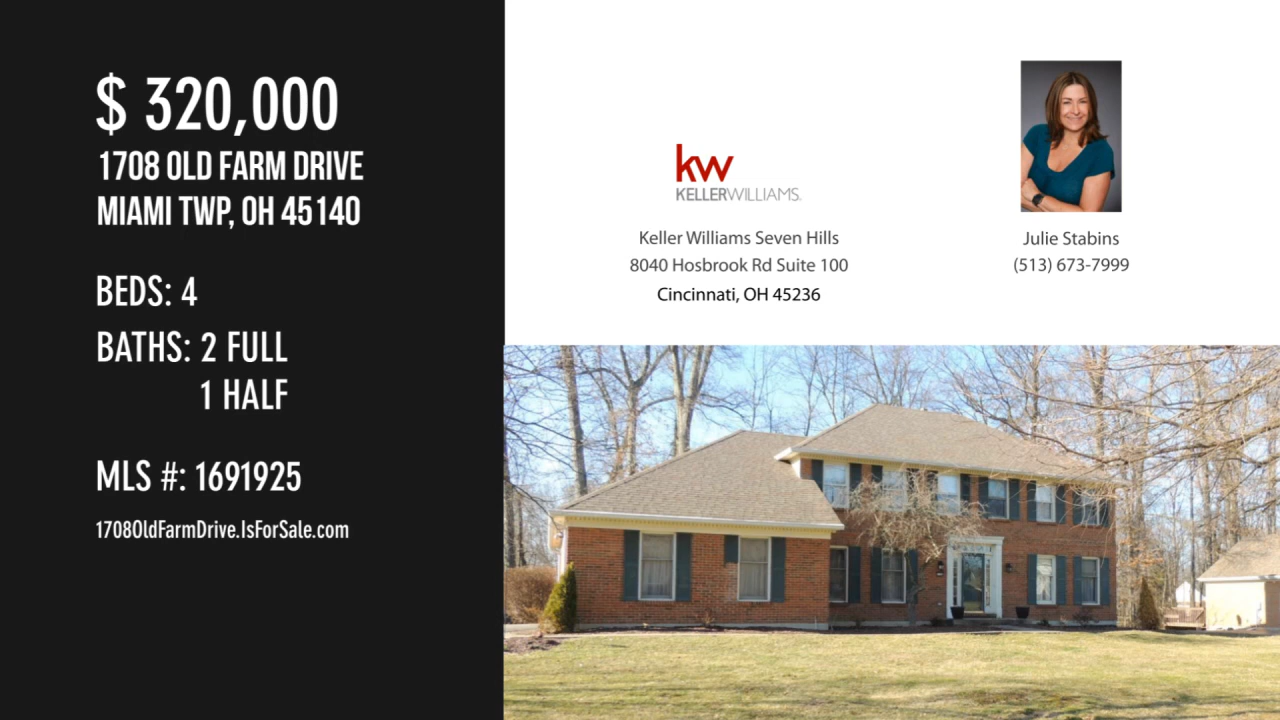 $ 320,000
1708 OLD FARM DRIVE
MIAMI TWP, OH 45140
BEDS: 4
BATHS: 2 FULL
1 HALF
MLS #: 1691925
1708OldFarmDrive.IsForSale.com
kw
KELLERWILLIAMS.
Keller Williams Seven Hills
8040 Hosbrook Rd Suite 100
Cincinnati, OH 45236
Julie Stabins
(513) 673-7999